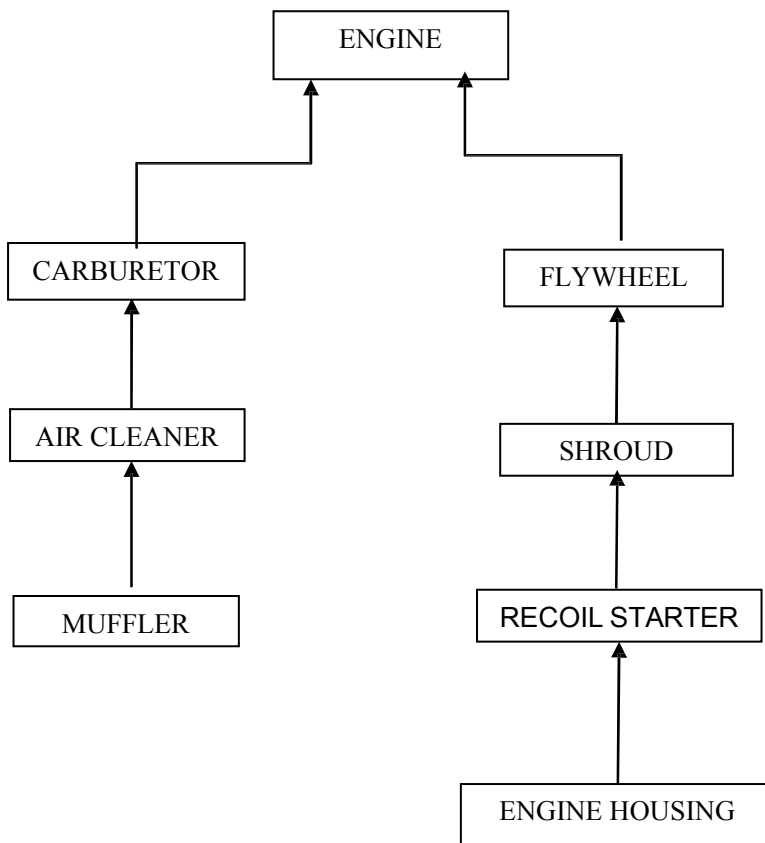 ENGINE
CARBURETOR
FLYWHEEL
AIR CLEANER
SHROUD
MUFFLER
RECOIL STARTER
ENGINE HOUSING